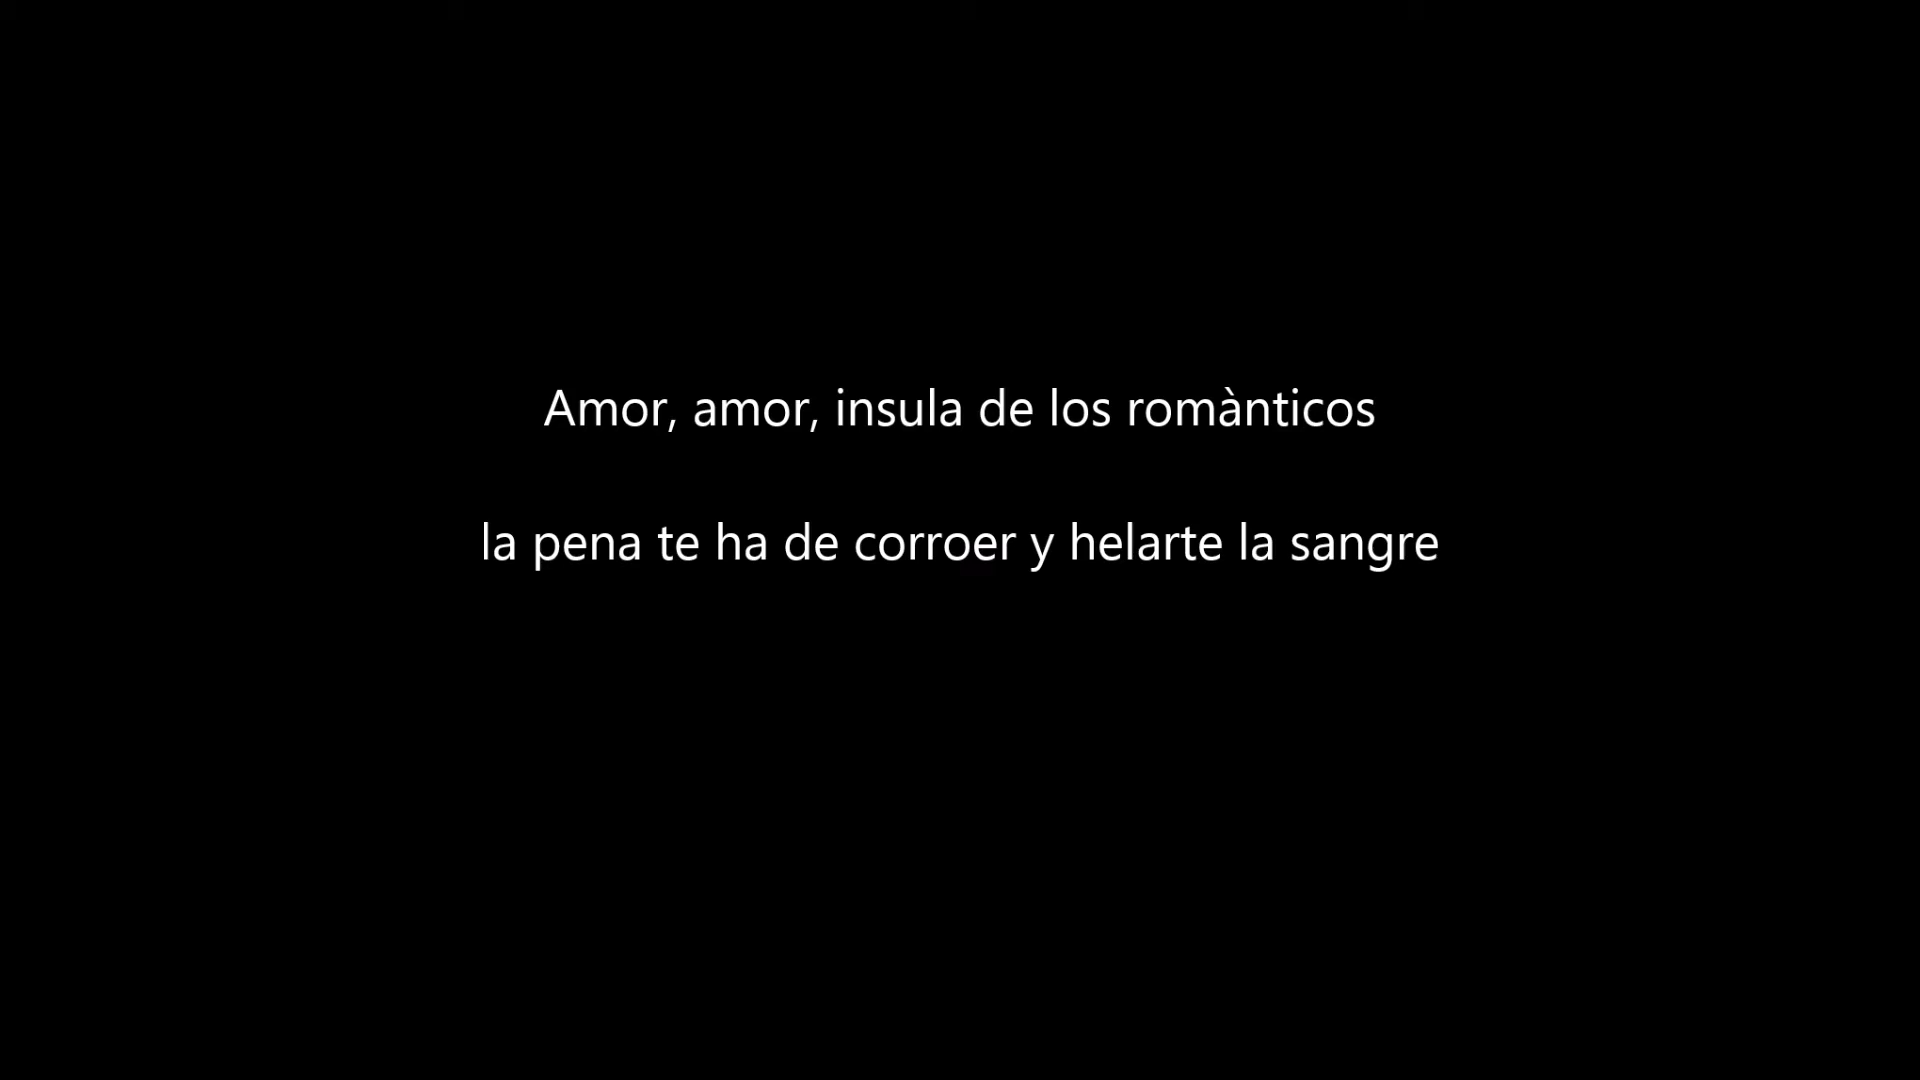 Amor, amor, insula de los romànticos
la pena te ha de corroer y helarte la sangre